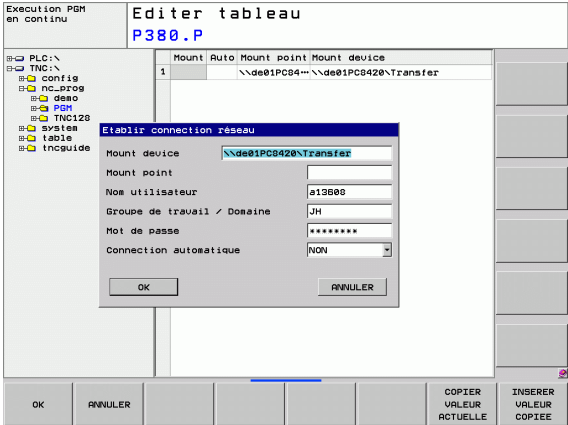 Execution PGM
en continu
Editer tableau
P380.P
PLC:\
TNC:\
config
nc_prog
demo
PGM
TNC128
system
table
tncguide
Mount Auto Mount point Mount device
1 \\de01PC84… \\de01PC8420\Transfer
Etablir connection réseau
Mount device \\de01PC8420\Transfer
Mount point
Nom utilisateur a13608
Groupe de travail / Domaine JH
Mot de passe ********
Connection automatique NON
OK ANNULER
OK ANNULER COPIER VALEUR ACTUELLE INSERER VALEUR COPIEE